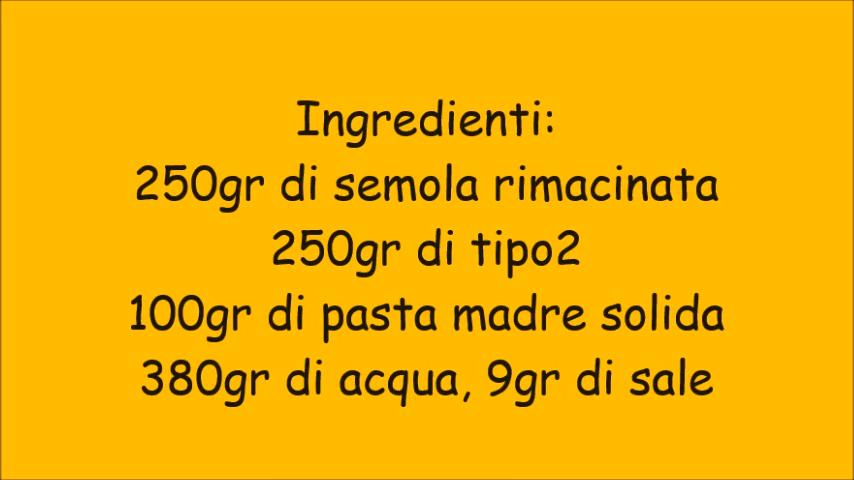 Ingredienti:
250gr di semola rimacinata
250gr di tipo2
100gr di pasta madre solida
380gr di acqua, 9gr di sale